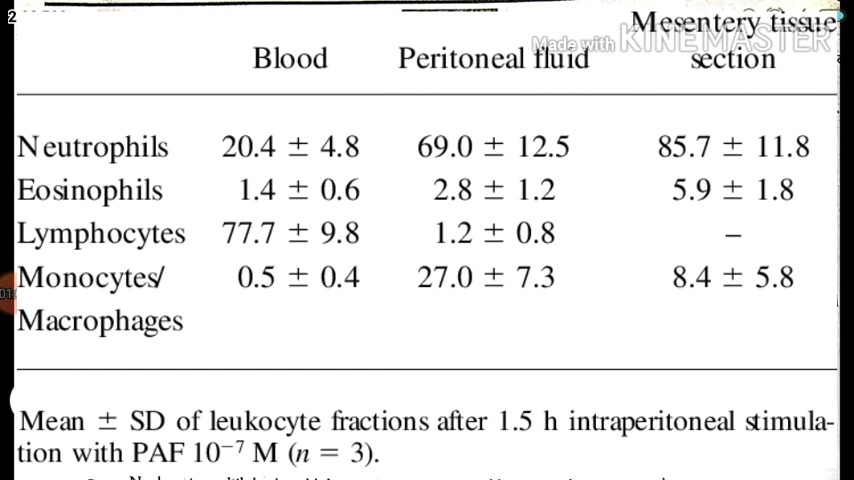 Mesentery tissue
Made with KINEMASTER
Blood Peritoneal fluid section
Neutrophils 20.4 ± 4.8 69.0 ± 12.5 85.7 ± 11.8
Eosinophils 1.4 ± 0.6 2.8 ± 1.2 5.9 ± 1.8
Lymphocytes 77.7 ± 9.8 1.2 ± 0.8 –
Monocytes/ 0.5 ± 0.4 27.0 ± 7.3 8.4 ± 5.8
Macrophages
Mean ± SD of leukocyte fractions after 1.5 h intraperitoneal stimula-
tion with PAF 10⁻⁷ M (n = 3).